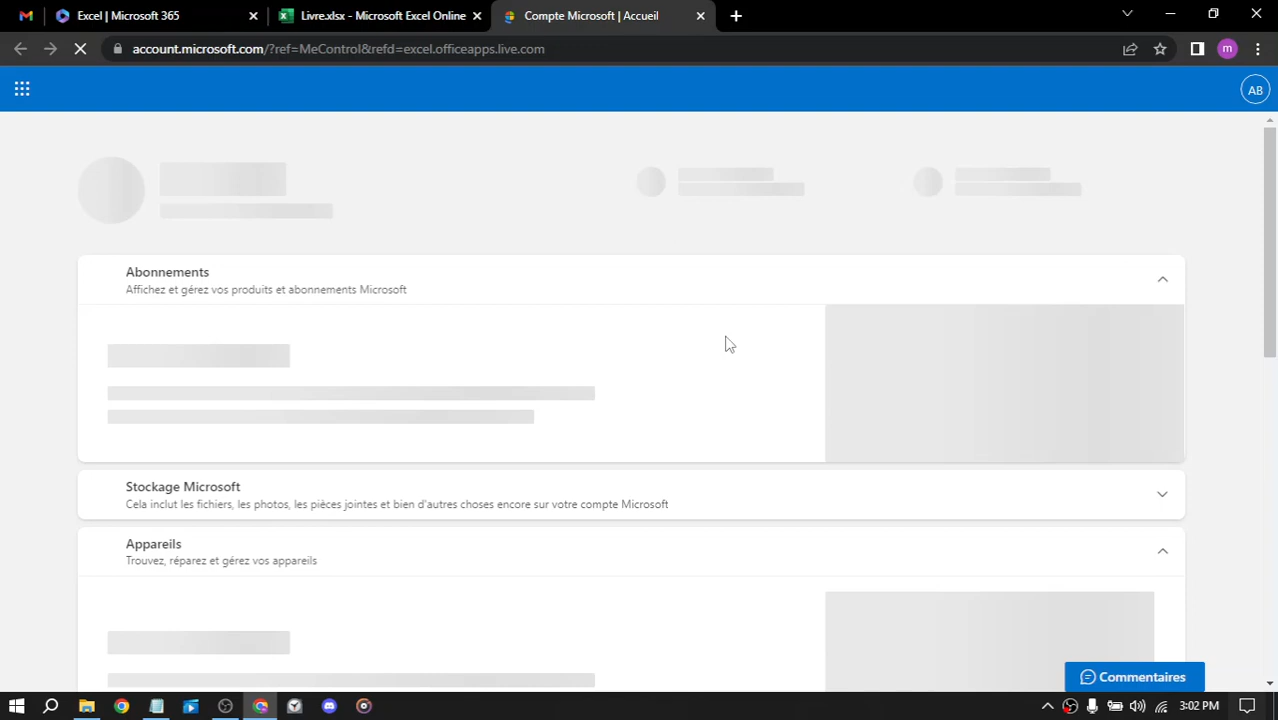 Excel | Microsoft 365
Livre.xlsx - Microsoft Excel Online
Compte Microsoft | Accueil
account.microsoft.com/?ref=MeControl&refd=excel.officeapps.live.com
m
AB
Abonnements
Affichez et gérez vos produits et abonnements Microsoft
Stockage Microsoft
Cela inclut les fichiers, les photos, les pièces jointes et bien d'autres choses encore sur votre compte Microsoft
Appareils
Trouvez, réparez et gérez vos appareils
Commentaires
3:02 PM